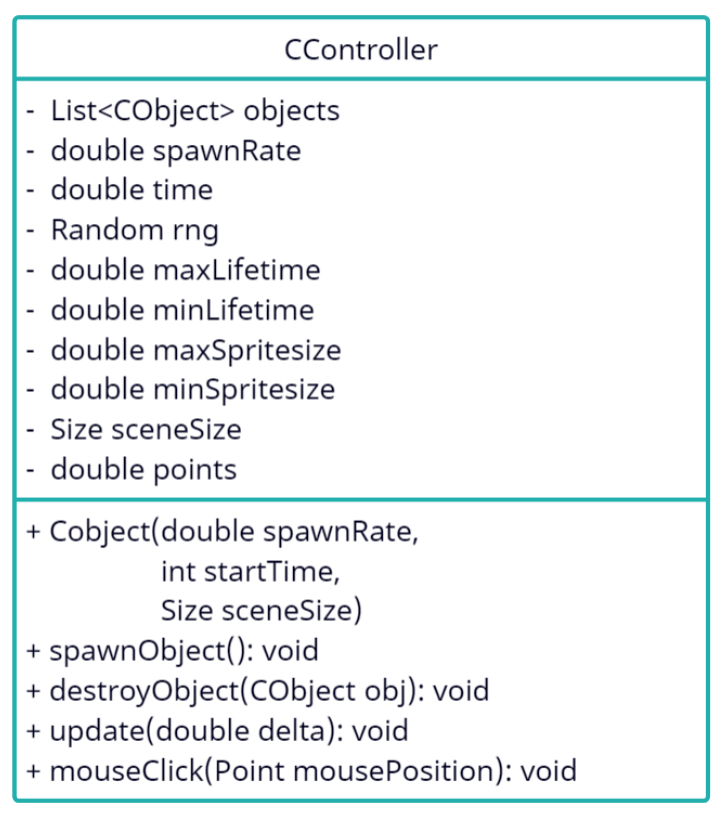 CController
- List<CObject> objects
- double spawnRate
- double time
- Random rng
- double maxLifetime
- double minLifetime
- double maxSpritesize
- double minSpritesize
- Size sceneSize
- double points
+ Cobject(double spawnRate,
int startTime,
Size sceneSize)
+ spawnObject(): void
+ destroyObject(CObject obj): void
+ update(double delta): void
+ mouseClick(Point mousePosition): void